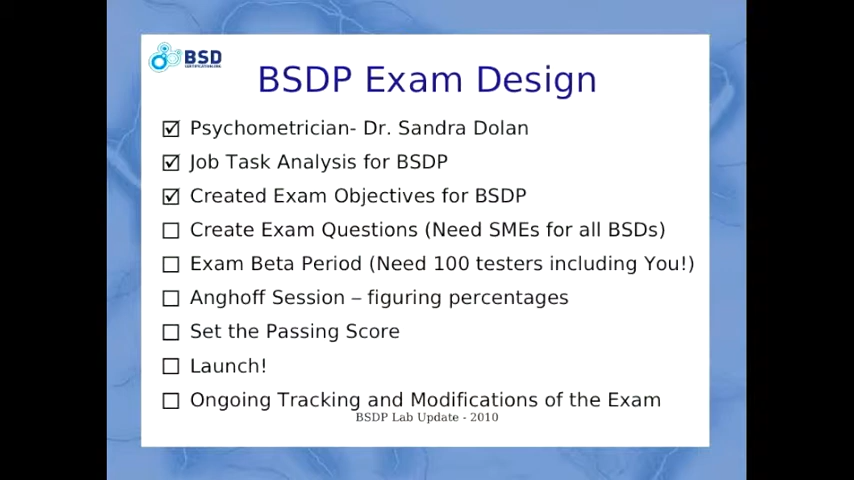 BSD
BSDP Exam Design
Psychometrician- Dr. Sandra Dolan
Job Task Analysis for BSDP
Created Exam Objectives for BSDP
Create Exam Questions (Need SMEs for all BSDs)
Exam Beta Period (Need 100 testers including You!)
Anghoff Session – figuring percentages
Set the Passing Score
Launch!
Ongoing Tracking and Modifications of the Exam
BSDP Lab Update - 2010